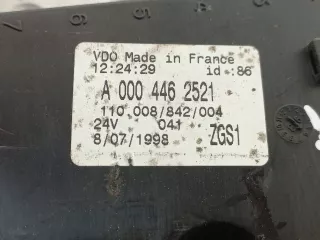 VDO Made in France
12:24:29 id :86
A 000 446 2521
110.008/842/004
24V 041
8/07/1998 ZGS1